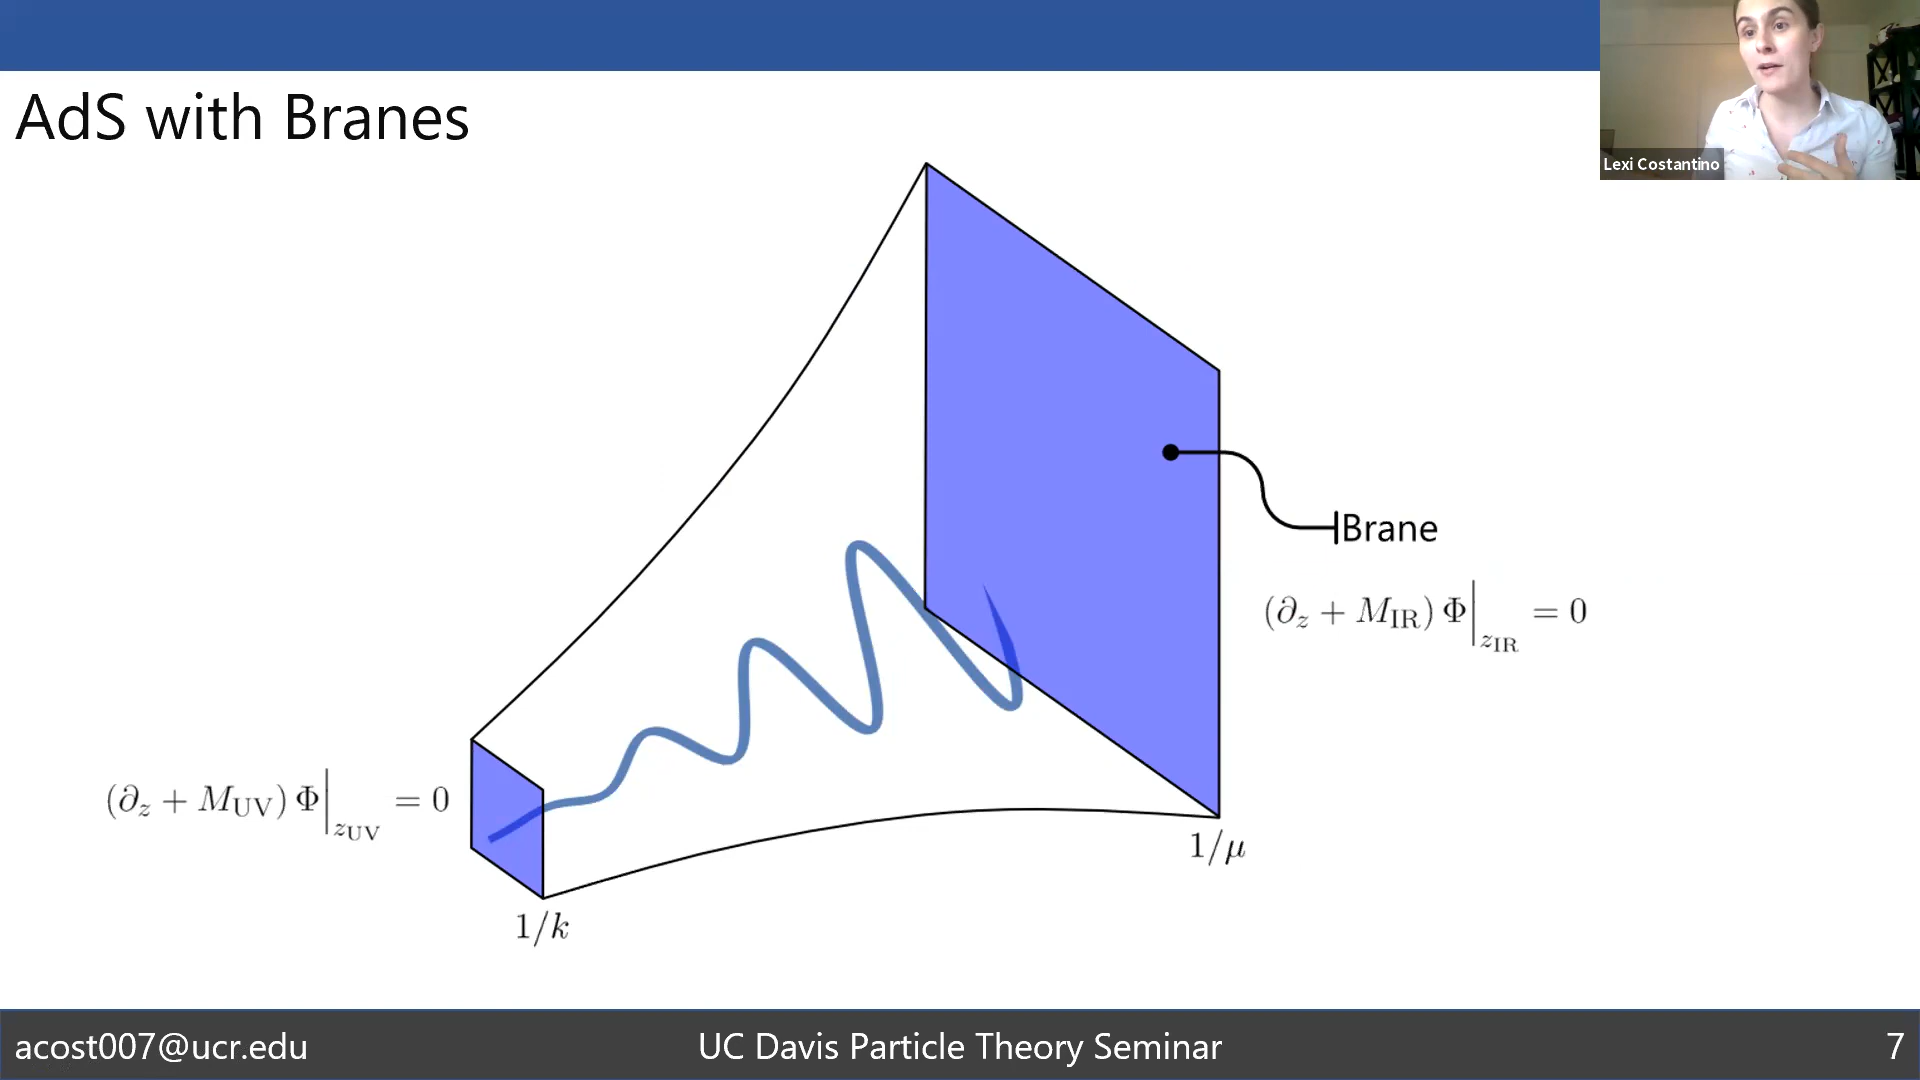 Lexi Costantino
AdS with Branes
Brane
(∂_z + M_IR) Φ|_{z_IR} = 0
(∂_z + M_UV) Φ|_{z_UV} = 0
1/μ
1/k
acost007@ucr.edu
UC Davis Particle Theory Seminar
7